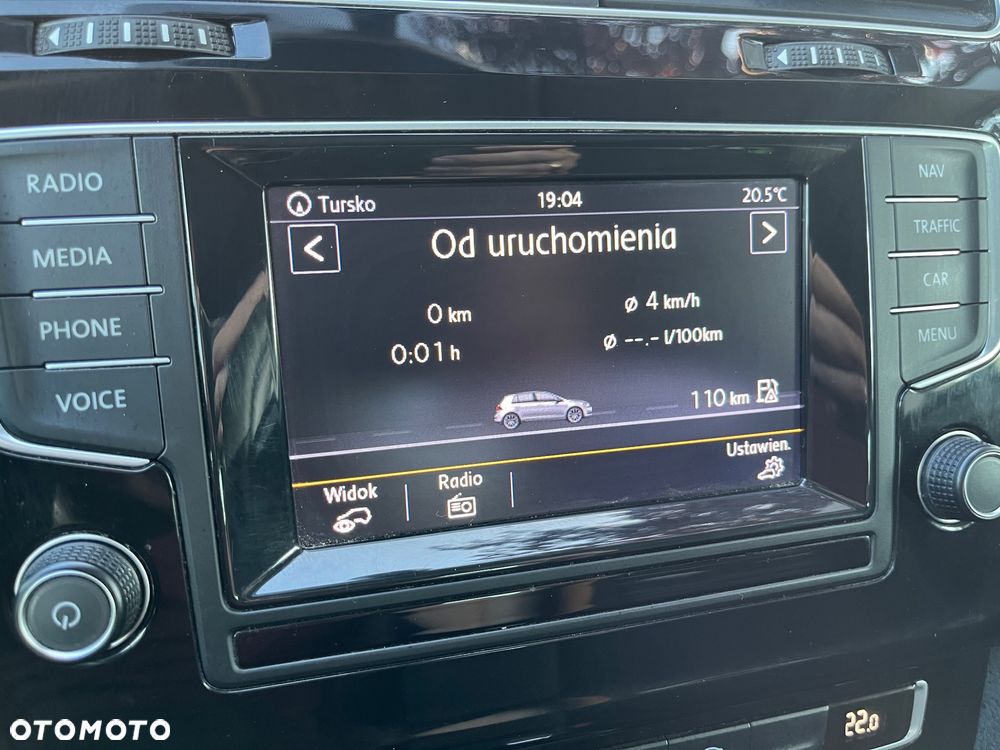 RADIO
MEDIA
PHONE
VOICE
Tursko
19:04
20.5°C
<
Od uruchomienia
>
0 km
ø 4 km/h
0:01 h
ø --.- l/100km
110 km
Widok
Radio
Ustawien.
NAV
TRAFFIC
CAR
MENU
22.0
OTOMOTO